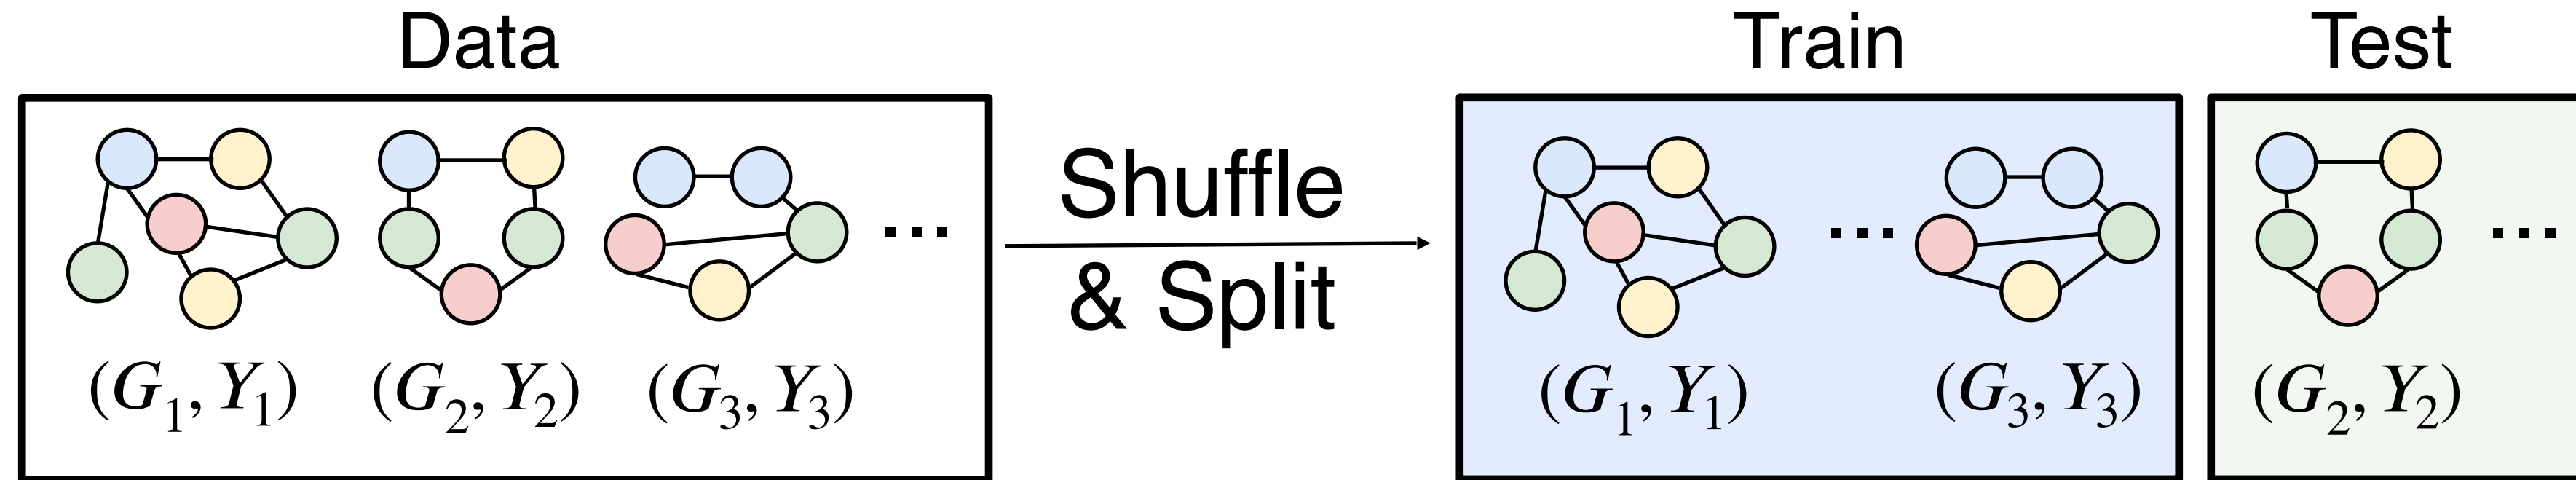 Data
Train
Test
Shuffle
& Split
...
...
...
(G₁, Y₁)
(G₂, Y₂)
(G₃, Y₃)
(G₁, Y₁)
(G₃, Y₃)
(G₂, Y₂)